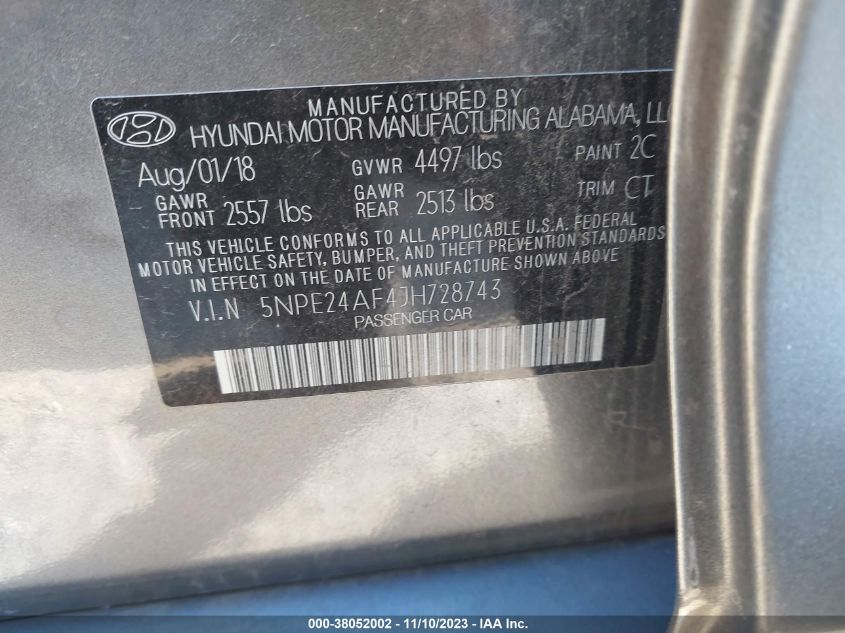 MANUFACTURED BY
HYUNDAI MOTOR MANUFACTURING ALABAMA, LLC
Aug/01/18 GVWR 4497 lbs PAINT 2C
GAWR FRONT 2557 lbs GAWR REAR 2513 lbs TRIM CT
THIS VEHICLE CONFORMS TO ALL APPLICABLE U.S.A. FEDERAL
MOTOR VEHICLE SAFETY, BUMPER, AND THEFT PREVENTION STANDARDS
IN EFFECT ON THE DATE OF MANUFACTURE SHOWN ABOVE.
V.I.N 5NPE24AF4JH728743
PASSENGER CAR
000-38052002 - 11/10/2023 - IAA Inc.